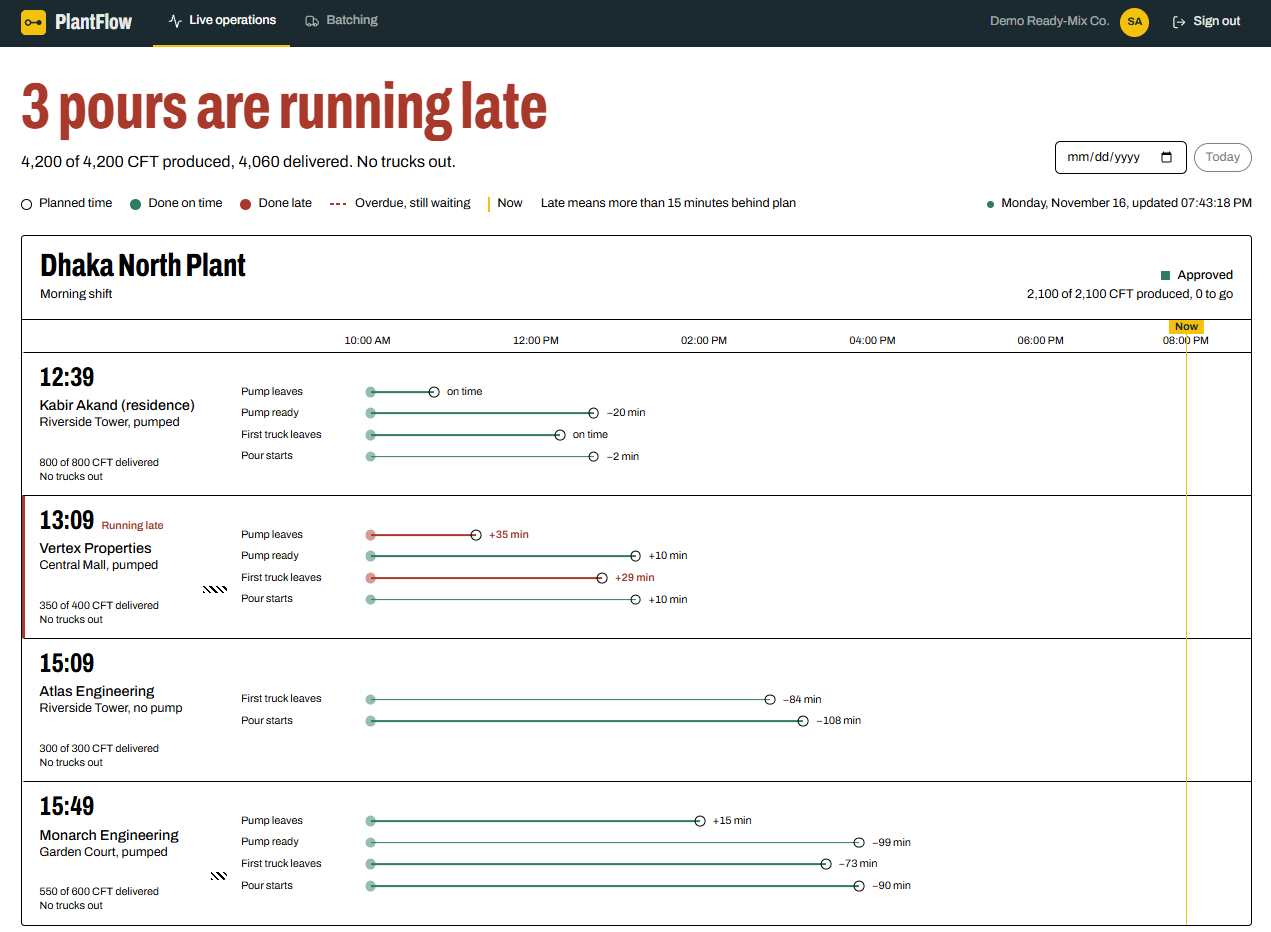 PlantFlow
Live operations
Batching
Demo Ready-Mix Co.
SA
Sign out
3 pours are running late
4,200 of 4,200 CFT produced, 4,060 delivered. No trucks out.
mm/dd/yyyy
Today
Planned time
Done on time
Done late
Overdue, still waiting
Now
Late means more than 15 minutes behind plan
Monday, November 16, updated 07:43:18 PM
Dhaka North Plant
Morning shift
Approved
2,100 of 2,100 CFT produced, 0 to go
Now
10:00 AM 12:00 PM 02:00 PM 04:00 PM 06:00 PM 08:00 PM
12:39
Kabir Akand (residence)
Riverside Tower, pumped
800 of 800 CFT delivered
No trucks out
Pump leaves on time
Pump ready −20 min
First truck leaves on time
Pour starts −2 min
13:09 Running late
Vertex Properties
Central Mall, pumped
350 of 400 CFT delivered
No trucks out
Pump leaves +35 min
Pump ready +10 min
First truck leaves +29 min
Pour starts +10 min
15:09
Atlas Engineering
Riverside Tower, no pump
300 of 300 CFT delivered
No trucks out
First truck leaves −84 min
Pour starts −108 min
15:49
Monarch Engineering
Garden Court, pumped
550 of 600 CFT delivered
No trucks out
Pump leaves +15 min
Pump ready −99 min
First truck leaves −73 min
Pour starts −90 min